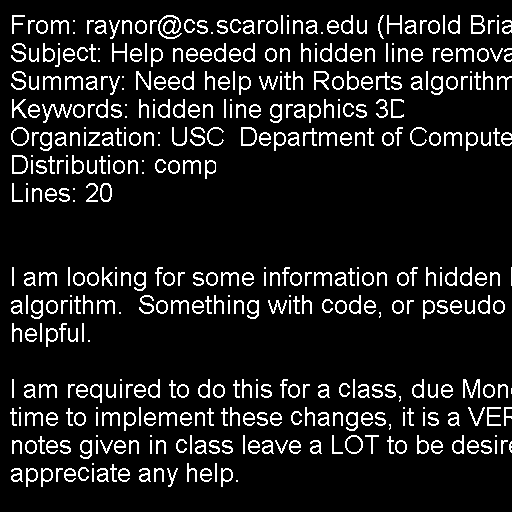 From: raynor@cs.scarolina.edu (Harold Bria
Subject: Help needed on hidden line remova
Summary: Need help with Roberts algorithm
Keywords: hidden line graphics 3D
Organization: USC  Department of Compute
Distribution: comp
Lines: 20

I am looking for some information of hidden l
algorithm.  Something with code, or pseudo
helpful.

I am required to do this for a class, due Mon
time to implement these changes, it is a VER
notes given in class leave a LOT to be desire
appreciate any help.